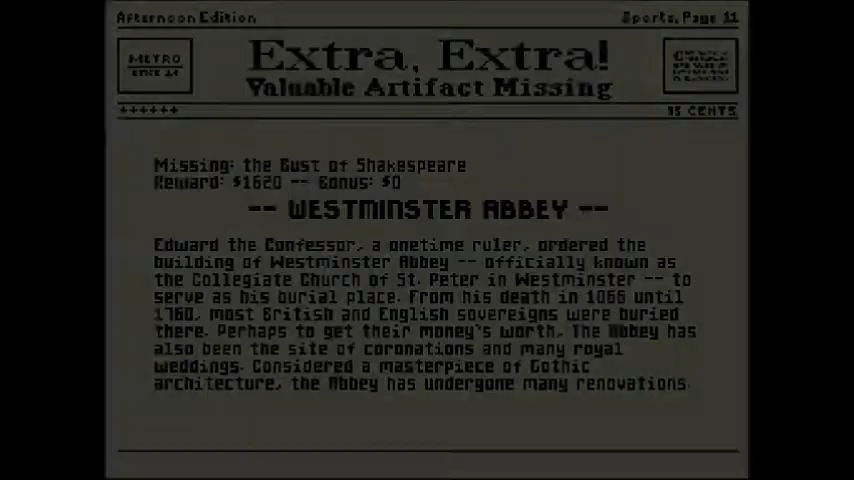 Afternoon Edition
Sports, Page 11
METRO
Extra, Extra!
Valuable Artifact Missing
++++++
35 CENTS
Missing: the Bust of Shakespeare
Reward: $1620 -- Bonus: $0
-- WESTMINSTER ABBEY --
Edward the Confessor, a onetime ruler, ordered the
building of Westminster Abbey -- officially known as
the Collegiate Church of St. Peter in Westminster -- to
serve as his burial place. From his death in 1066 until
1760, most British and English sovereigns were buried
there. Perhaps to get their money's worth, The Abbey has
also been the site of coronations and many royal
weddings. Considered a masterpiece of Gothic
architecture, the Abbey has undergone many renovations.